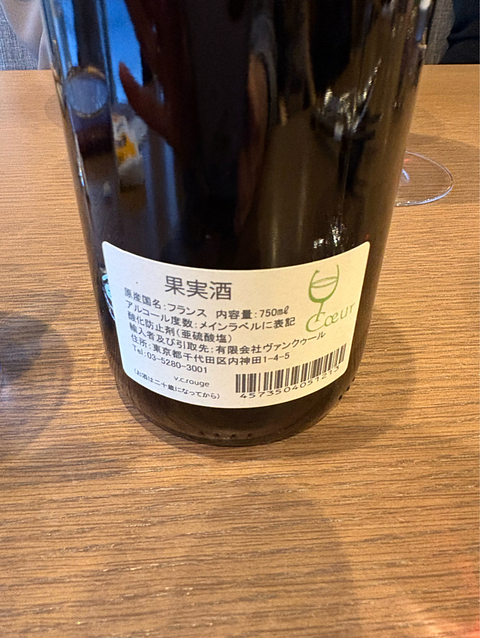 果実酒
原産国名:フランス 内容量:750mℓ
アルコール度数:メインラベルに表記
酸化防止剤(亜硫酸塩)
輸入者及び引取先:有限会社ヴァンクゥール
住所:東京都千代田区内神田1-4-5
Tel:03-5280-3001
v.c.rouge
(お酒は二十歳になってから)
Cœur
4573504051213